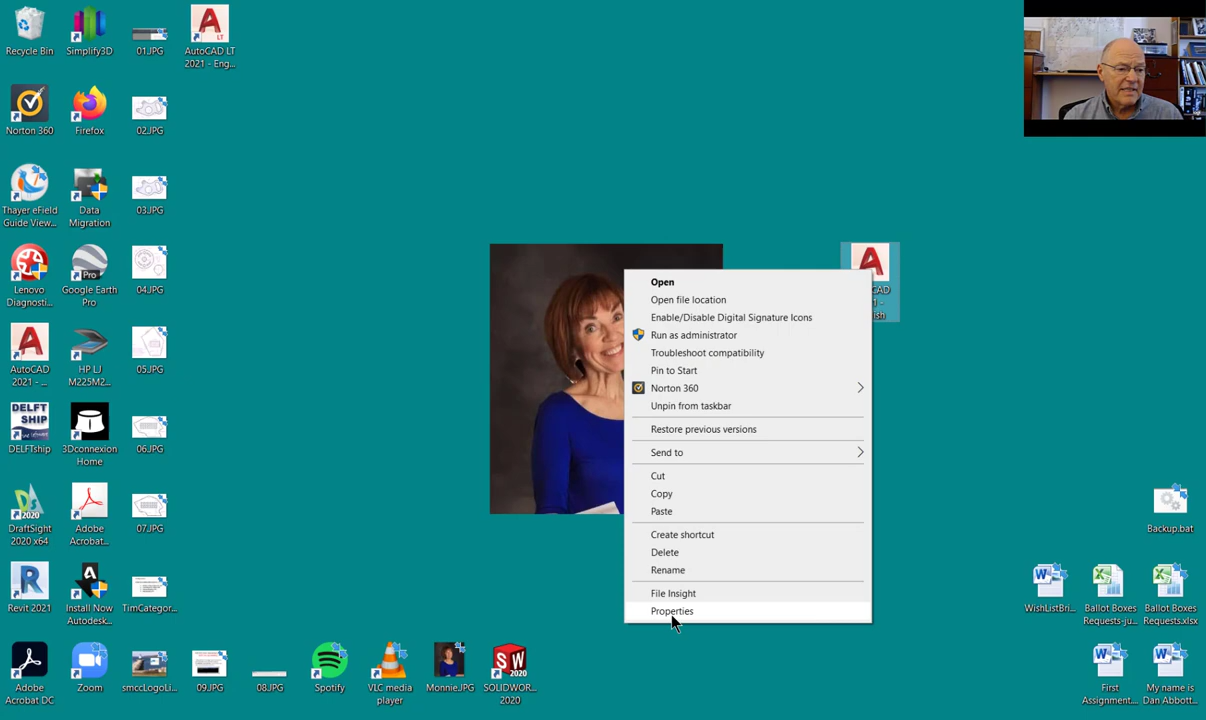 Recycle Bin
Simplify3D
01.JPG
AutoCAD LT
2021 - Eng...
Norton 360
Firefox
02.JPG
Thayer eField
Guide View...
Data
Migration
03.JPG
Lenovo
Diagnosti...
Pro
Google Earth
Pro
04.JPG
AutoCAD
2021 - ...
HP LJ
M225M2...
05.JPG
DELFT
SHIP
DELFTship
3Dconnexion
Home
06.JPG
2020
DraftSight
2020 x64
Adobe
Acrobat...
07.JPG
Revit 2021
Install Now
Autodesk...
TimCategor...
Adobe
Acrobat DC
Zoom
smccLogoLi...
09.JPG
08.JPG
Spotify
VLC media
player
MonnieJPG
SW
2020
SOLIDWOR...
2020
Open
Open file location
Enable/Disable Digital Signature Icons
Run as administrator
Troubleshoot compatibility
Pin to Start
Norton 360
Unpin from taskbar
Restore previous versions
Send to
Cut
Copy
Paste
Create shortcut
Delete
Rename
File Insight
Properties
Backup.bat
WishListBri...
Ballot Boxes
Requests-ju...
Ballot Boxes
Requests.xlsx
First
Assignment...
My name is
Dan Abbott...